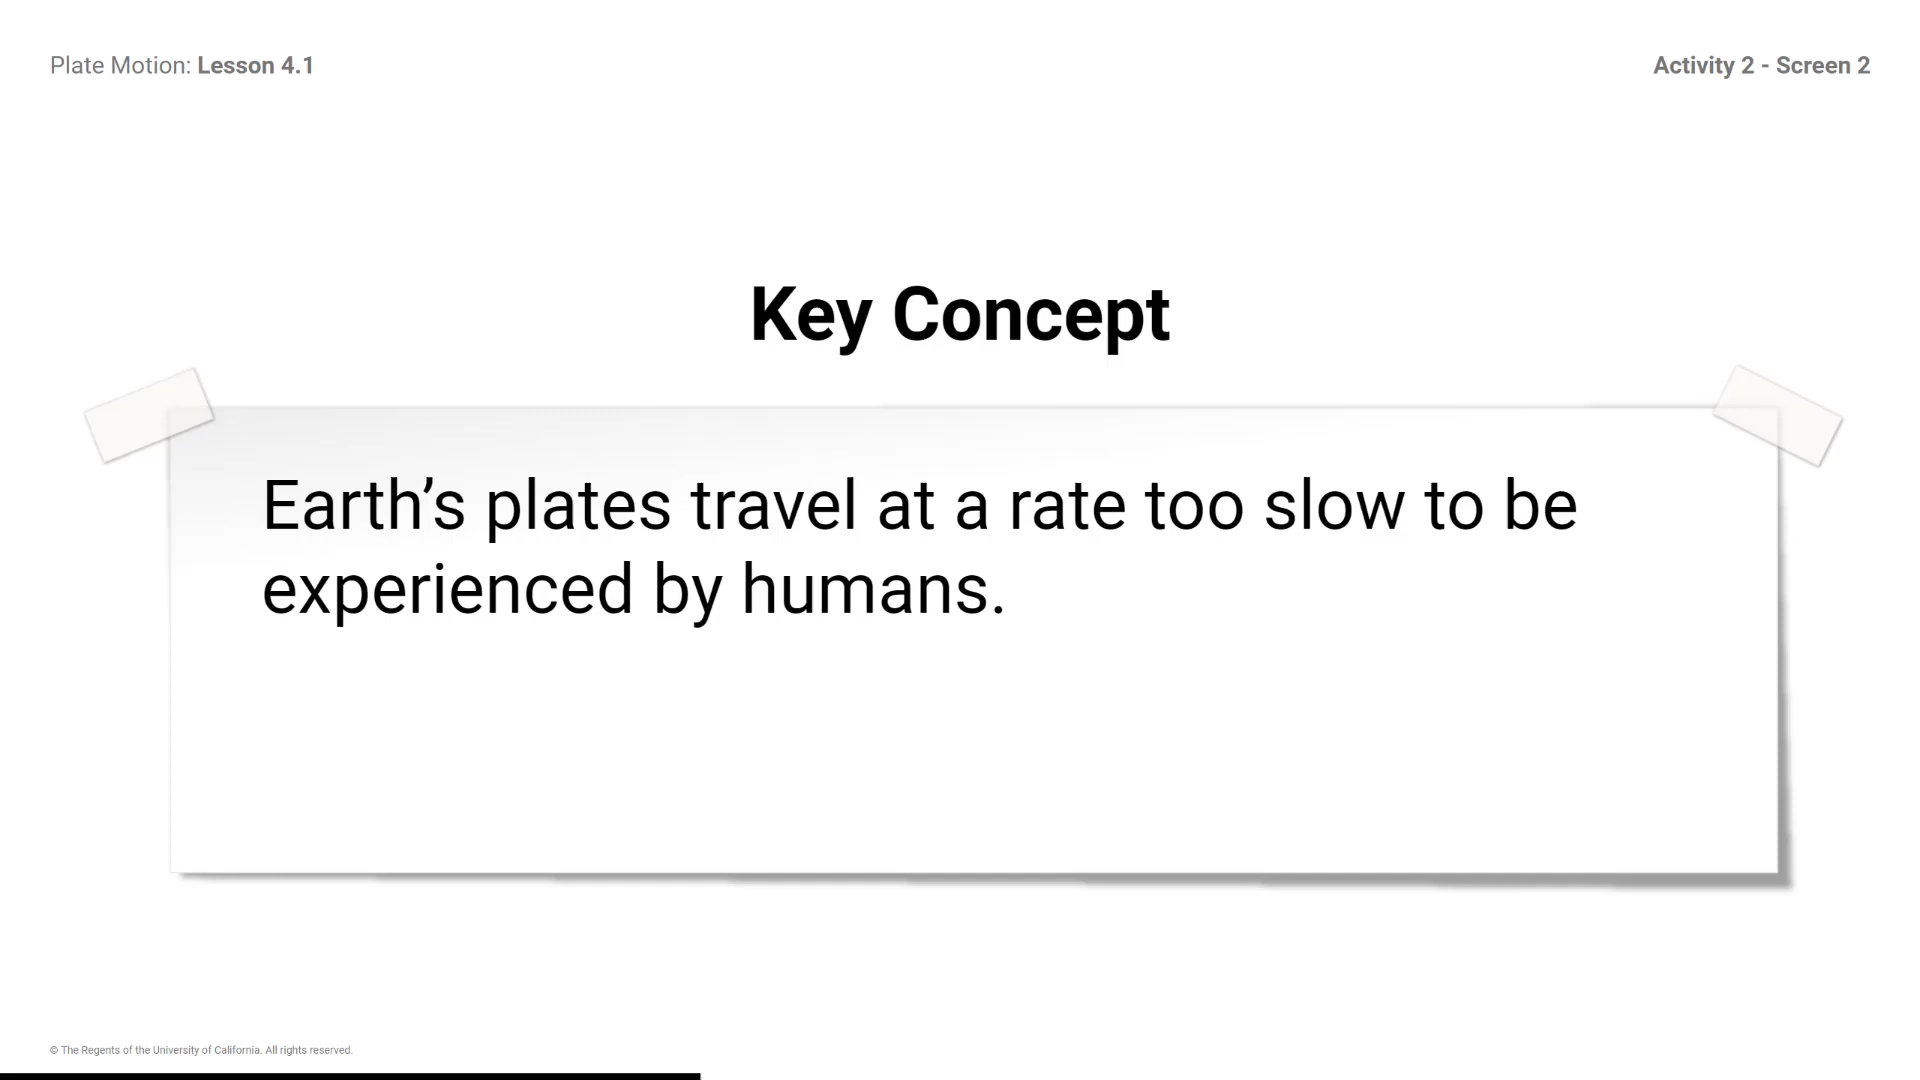 Plate Motion: Lesson 4.1
Activity 2 - Screen 2
Key Concept
Earth’s plates travel at a rate too slow to be
experienced by humans.
© The Regents of the University of California. All rights reserved.